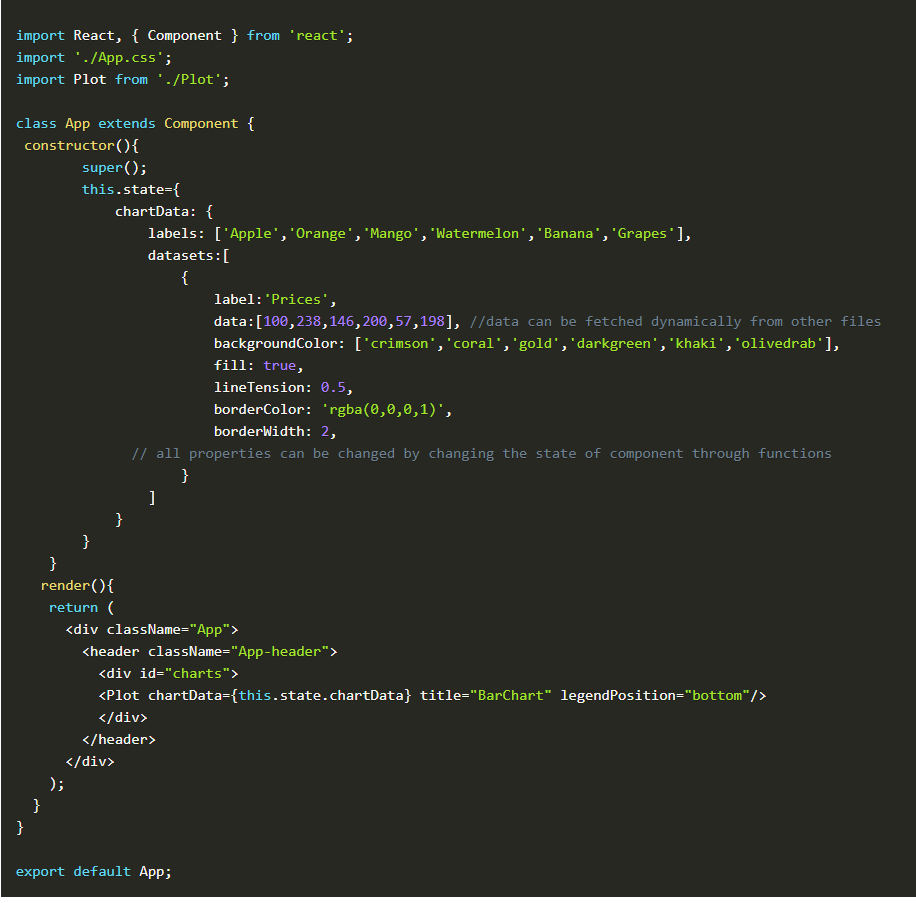 import React, { Component } from 'react';
import './App.css';
import Plot from './Plot';

class App extends Component {
 constructor(){
        super();
        this.state={
            chartData: {
                labels: ['Apple','Orange','Mango','Watermelon','Banana','Grapes'],
                datasets:[
                    {
                        label:'Prices',
                        data:[100,238,146,200,57,198], //data can be fetched dynamically from other files
                        backgroundColor: ['crimson','coral','gold','darkgreen','khaki','olivedrab'],
                        fill: true,
                        lineTension: 0.5,
                        borderColor: 'rgba(0,0,0,1)',
                        borderWidth: 2,
              // all properties can be changed by changing the state of component through functions
                    }
                ]
            }
        }
    }
   render(){
    return (
      <div className="App">
        <header className="App-header">
          <div id="charts">
          <Plot chartData={this.state.chartData} title="BarChart" legendPosition="bottom"/>
          </div>
        </header>
      </div>
    );
  }
}

export default App;